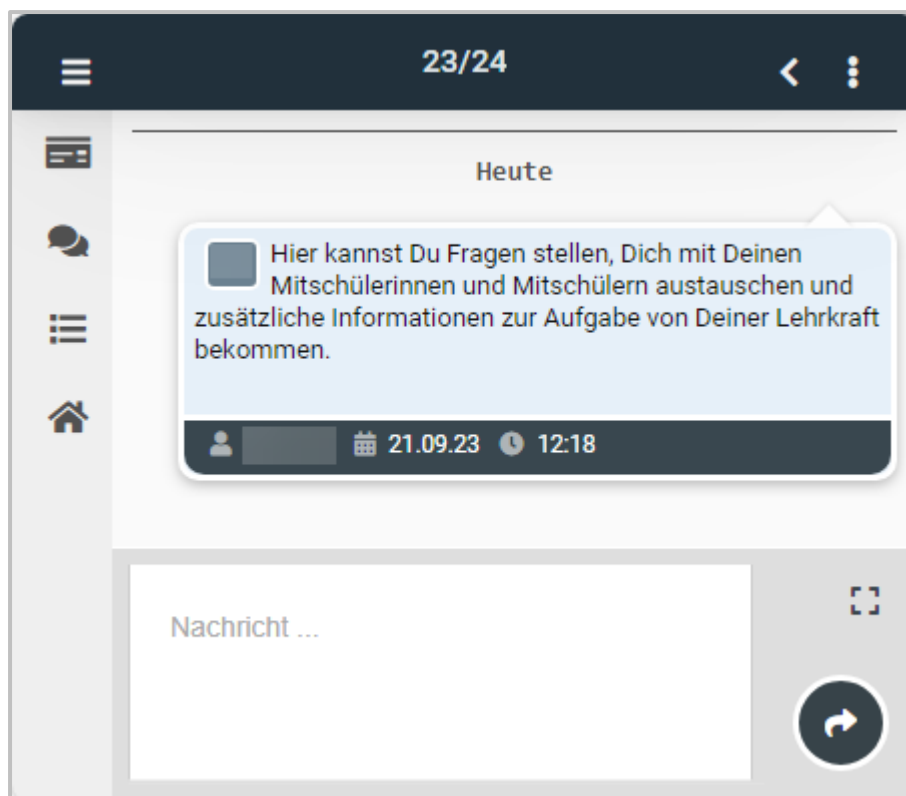 23/24
Heute
Hier kannst Du Fragen stellen, Dich mit Deinen
Mitschülerinnen und Mitschülern austauschen und
zusätzliche Informationen zur Aufgabe von Deiner Lehrkraft
bekommen.
21.09.23 12:18
Nachricht ...